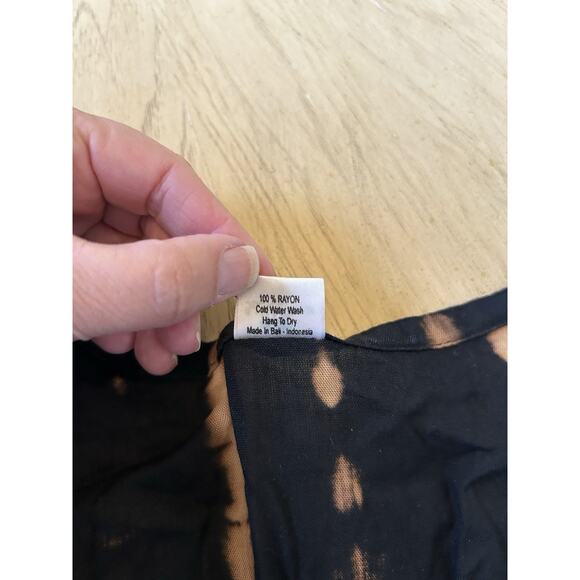 100 % RAYON
Cold Water Wash
Hang To Dry
Made In Bali - Indonesia